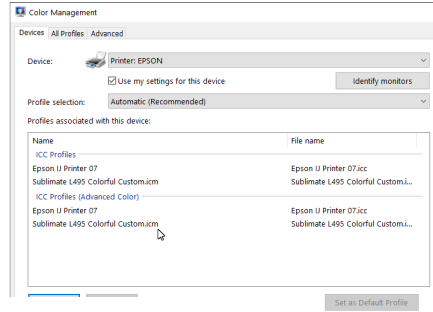 Color Management
Devices All Profiles Advanced
Device: Printer: EPSON
Use my settings for this device Identify monitors
Profile selection: Automatic (Recommended)
Profiles associated with this device:
Name File name
ICC Profiles
Epson IJ Printer 07 Epson IJ Printer 07.icc
Sublimate L495 Colorful Custom.icm Sublimate L495 Colorful Custom.i...
ICC Profiles (Advanced Color)
Epson IJ Printer 07 Epson IJ Printer 07.icc
Sublimate L495 Colorful Custom.icm Sublimate L495 Colorful Custom.i...
Set as Default Profile